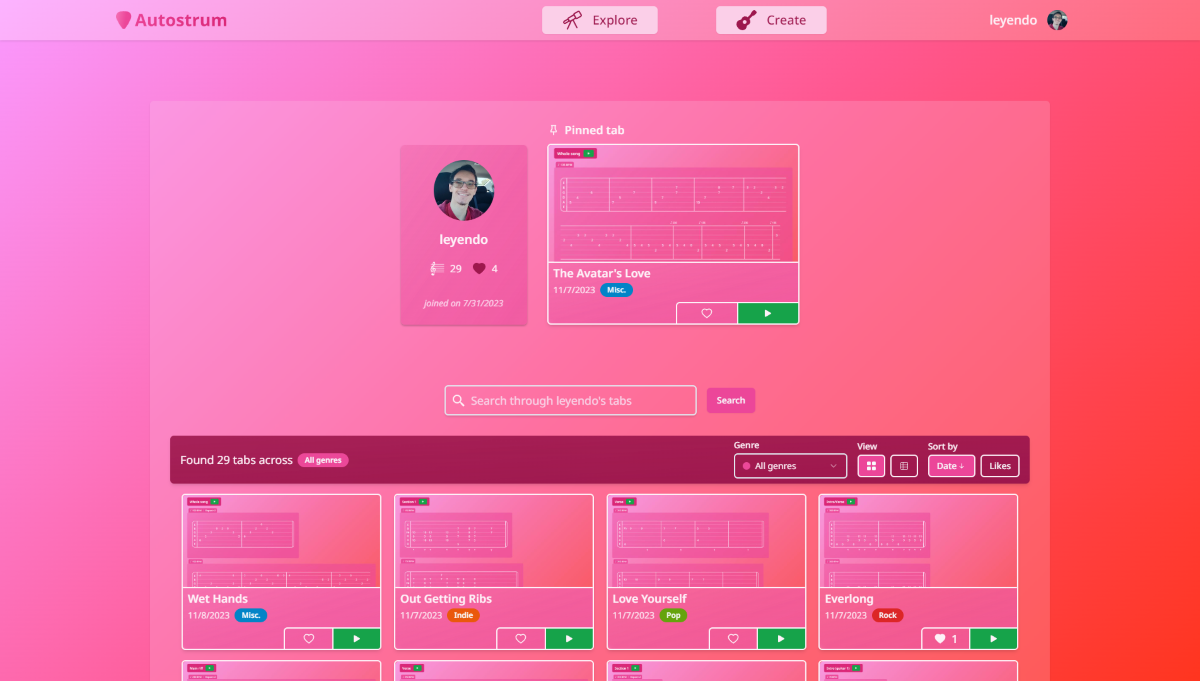 Autostrum
Explore
Create
leyendo
Pinned tab
Whole song
leyendo
29
4
joined on 7/31/2023
The Avatar's Love
11/7/2023 Misc.
Search through leyendo's tabs
Search
Found 29 tabs across All genres
Genre
All genres
View
Sort by
Date ↓
Likes
Wet Hands
11/8/2023 Misc.
Out Getting Ribs
11/7/2023 Indie
Love Yourself
11/7/2023 Pop
Everlong
11/7/2023 Rock
1